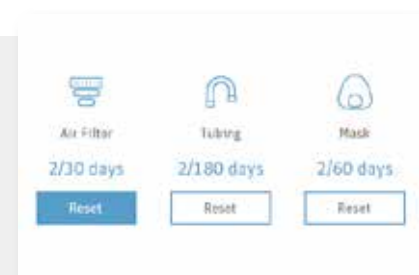 Air Filter Tubing Mask
2/30 days 2/180 days 2/60 days
Reset Reset Reset